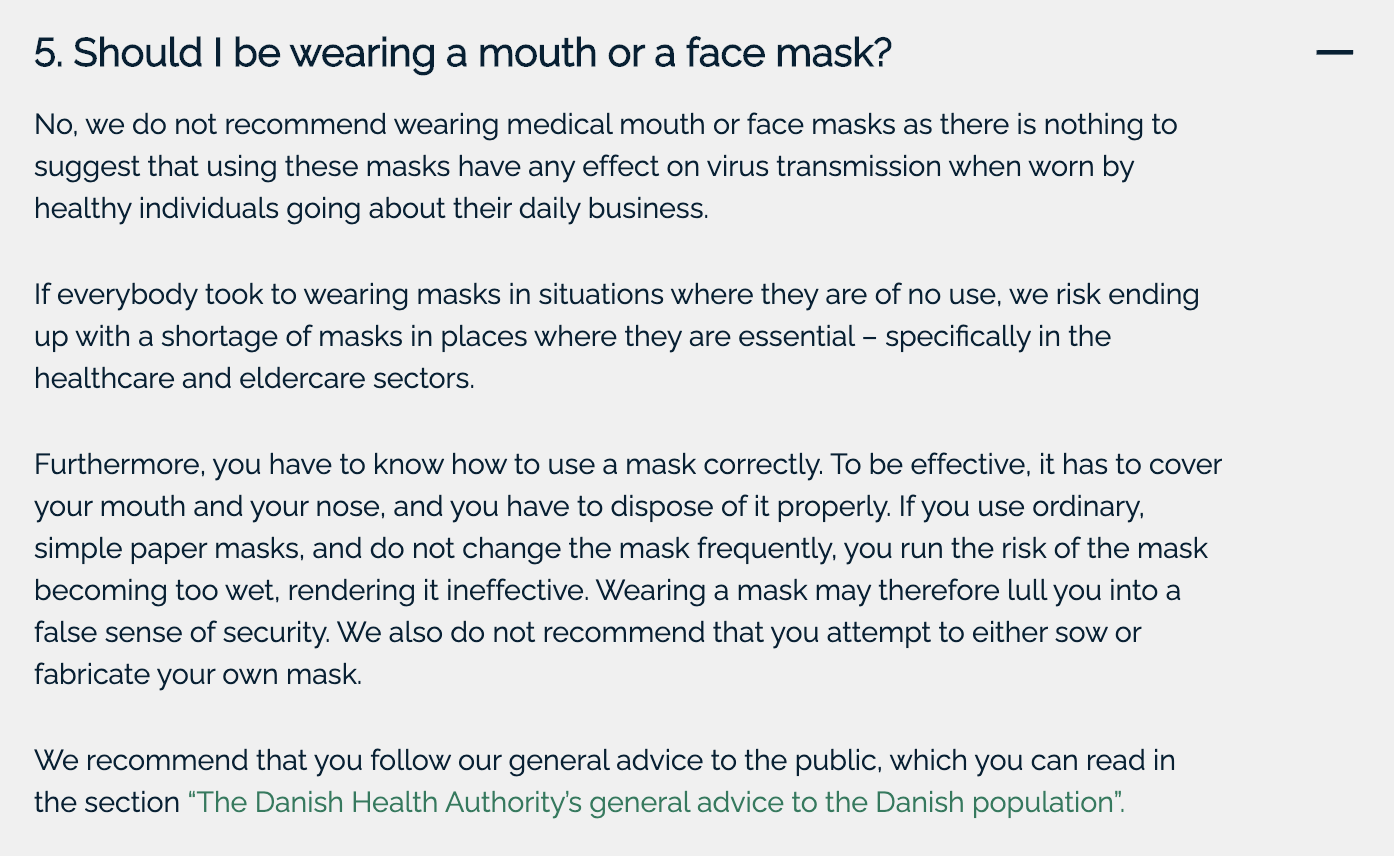 5. Should I be wearing a mouth or a face mask?
No, we do not recommend wearing medical mouth or face masks as there is nothing to
suggest that using these masks have any effect on virus transmission when worn by
healthy individuals going about their daily business.
If everybody took to wearing masks in situations where they are of no use, we risk ending
up with a shortage of masks in places where they are essential – specifically in the
healthcare and eldercare sectors.
Furthermore, you have to know how to use a mask correctly. To be effective, it has to cover
your mouth and your nose, and you have to dispose of it properly. If you use ordinary,
simple paper masks, and do not change the mask frequently, you run the risk of the mask
becoming too wet, rendering it ineffective. Wearing a mask may therefore lull you into a
false sense of security. We also do not recommend that you attempt to either sow or
fabricate your own mask.
We recommend that you follow our general advice to the public, which you can read in
the section “The Danish Health Authority’s general advice to the Danish population”.